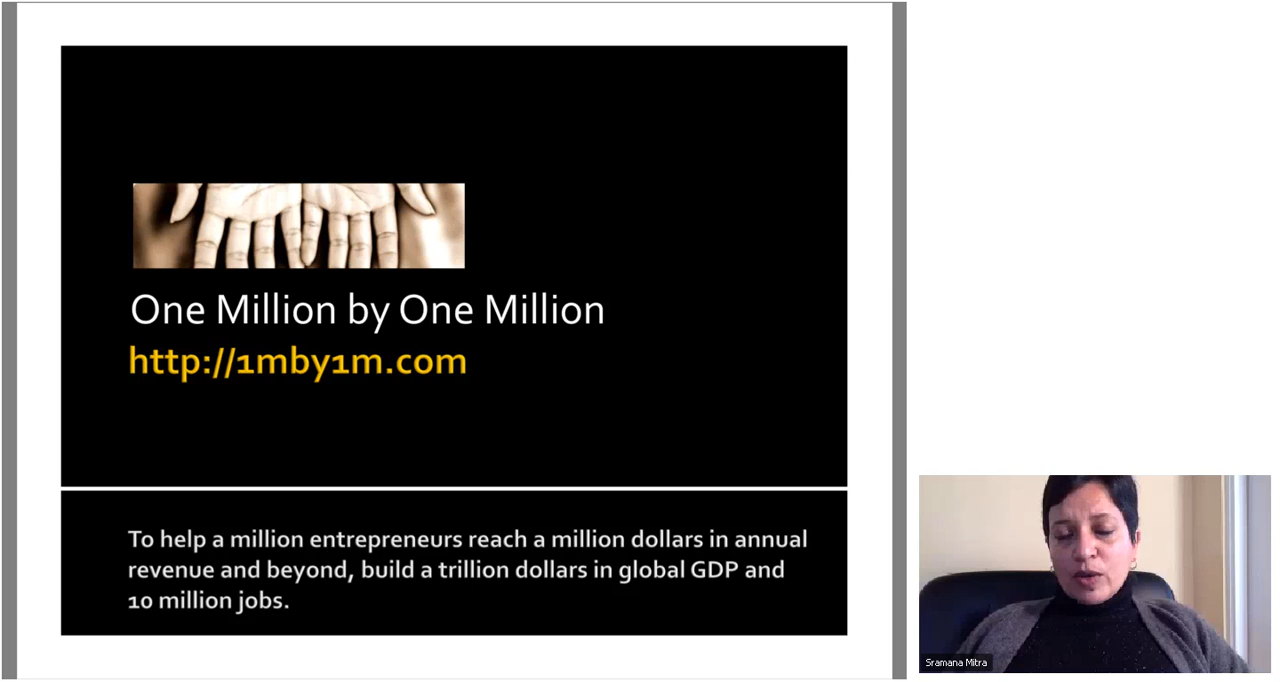 One Million by One Million
http://1mby1m.com
To help a million entrepreneurs reach a million dollars in annual
revenue and beyond, build a trillion dollars in global GDP and
10 million jobs.
Sramana Mitra